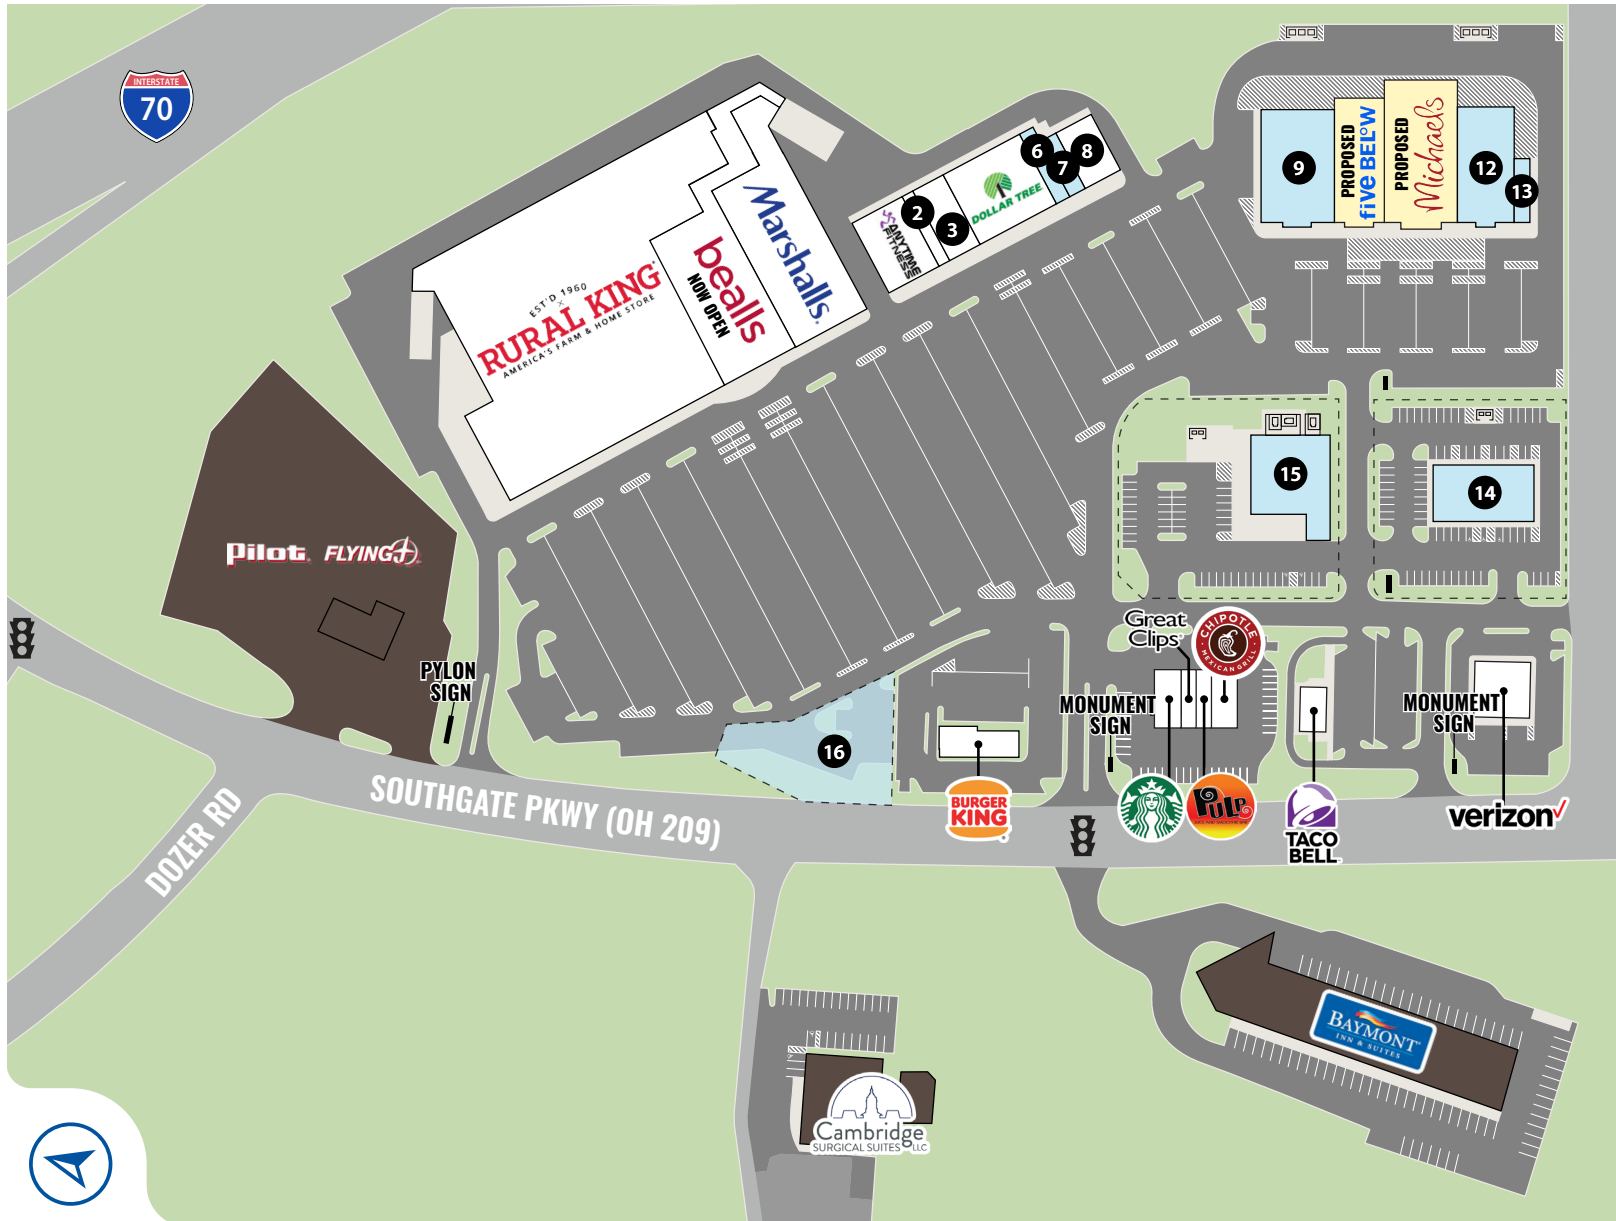 INTERSTATE
70
EST'D 1960
RURAL KING
AMERICA'S FARM & HOME STORE
bealls
NOW OPEN
Marshalls.
ANYTIME
FITNESS
2
3
DOLLAR TREE
6
7
8
9
PROPOSED
five BELOW
PROPOSED
Michaels
12
13
15
14
Pilot
FLYING J
PYLON
SIGN
Great
Clips
CHIPOTLE
MEXICAN GRILL
MONUMENT
SIGN
MONUMENT
SIGN
16
BURGER
KING
PULP
TACO
BELL
verizon
SOUTHGATE PKWY (OH 209)
DOZER RD
BAYMONT
INN & SUITES
Cambridge
SURGICAL SUITES LLC